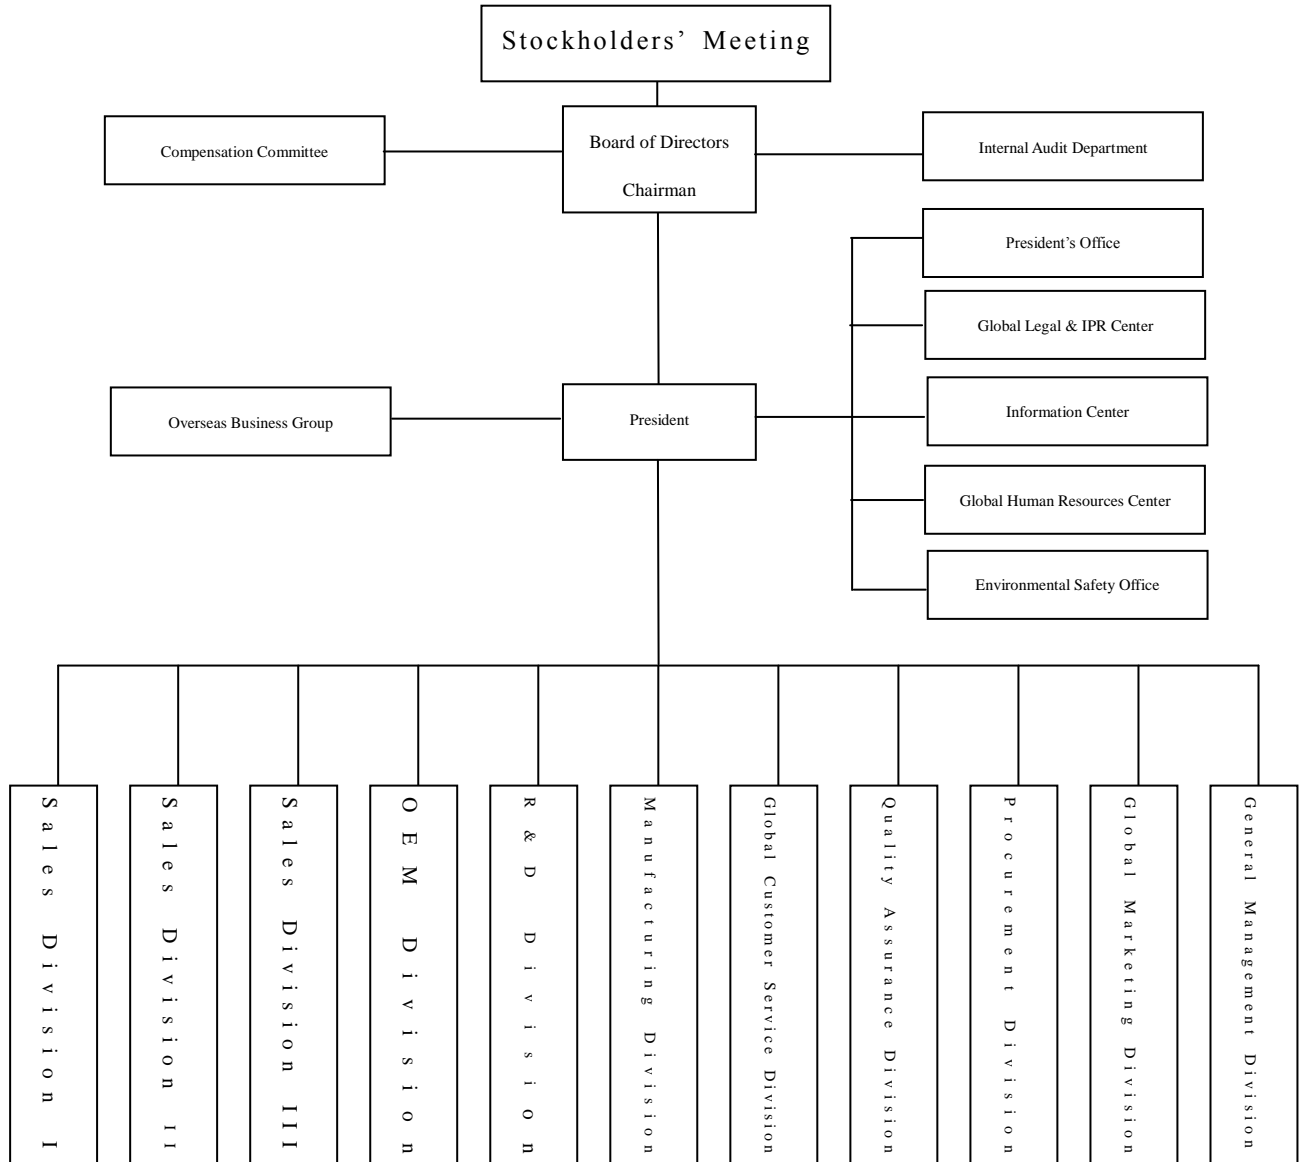 Stockholders’ Meeting
Compensation Committee
Board of Directors
Chairman
Internal Audit Department
President’s Office
Global Legal & IPR Center
Overseas Business Group
President
Information Center
Global Human Resources Center
Environmental Safety Office
Sales Division I
Sales Division II
Sales Division III
OEM Division
R&D Division
Manufacturing Division
Global Customer Service Division
Quality Assurance Division
Procurement Division
Global Marketing Division
General Management Division